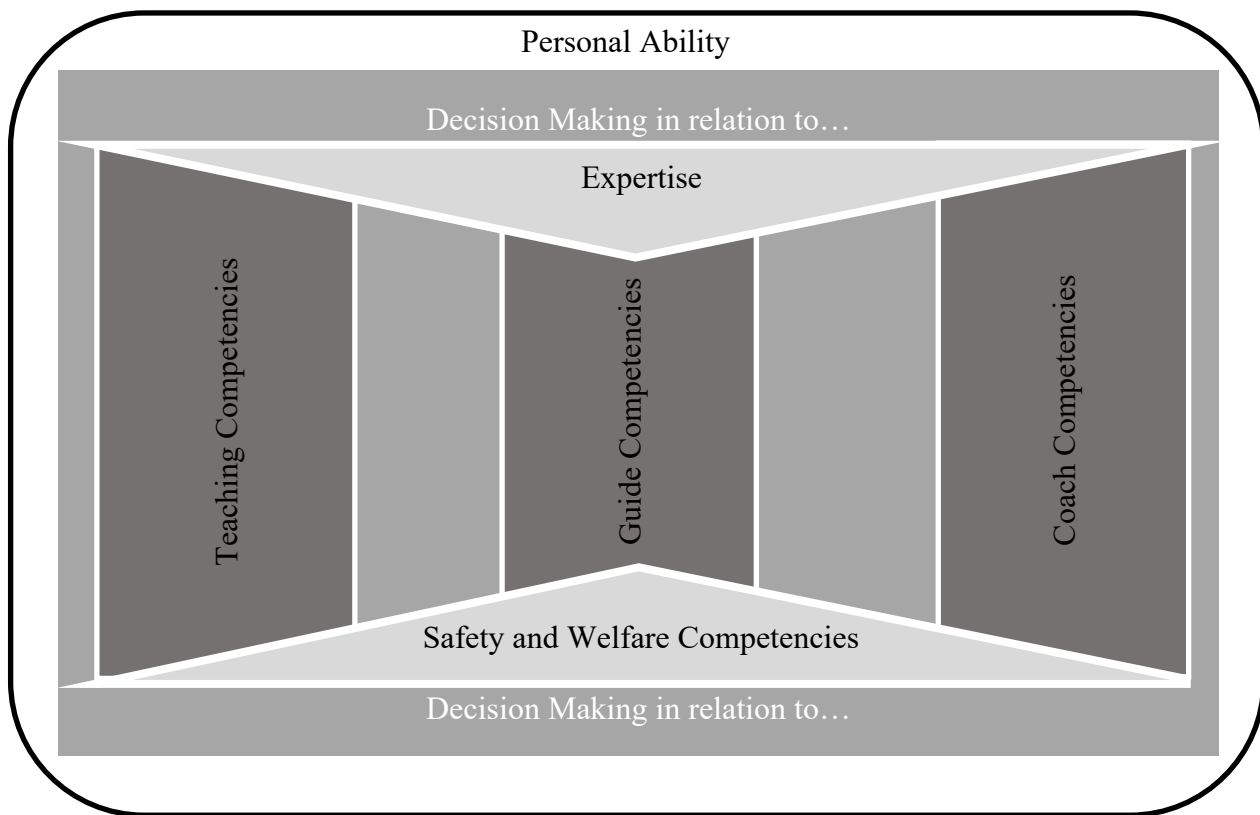 Personal Ability
Decision Making in relation to…
Expertise
Teaching Competencies
Guide Competencies
Coach Competencies
Safety and Welfare Competencies
Decision Making in relation to…